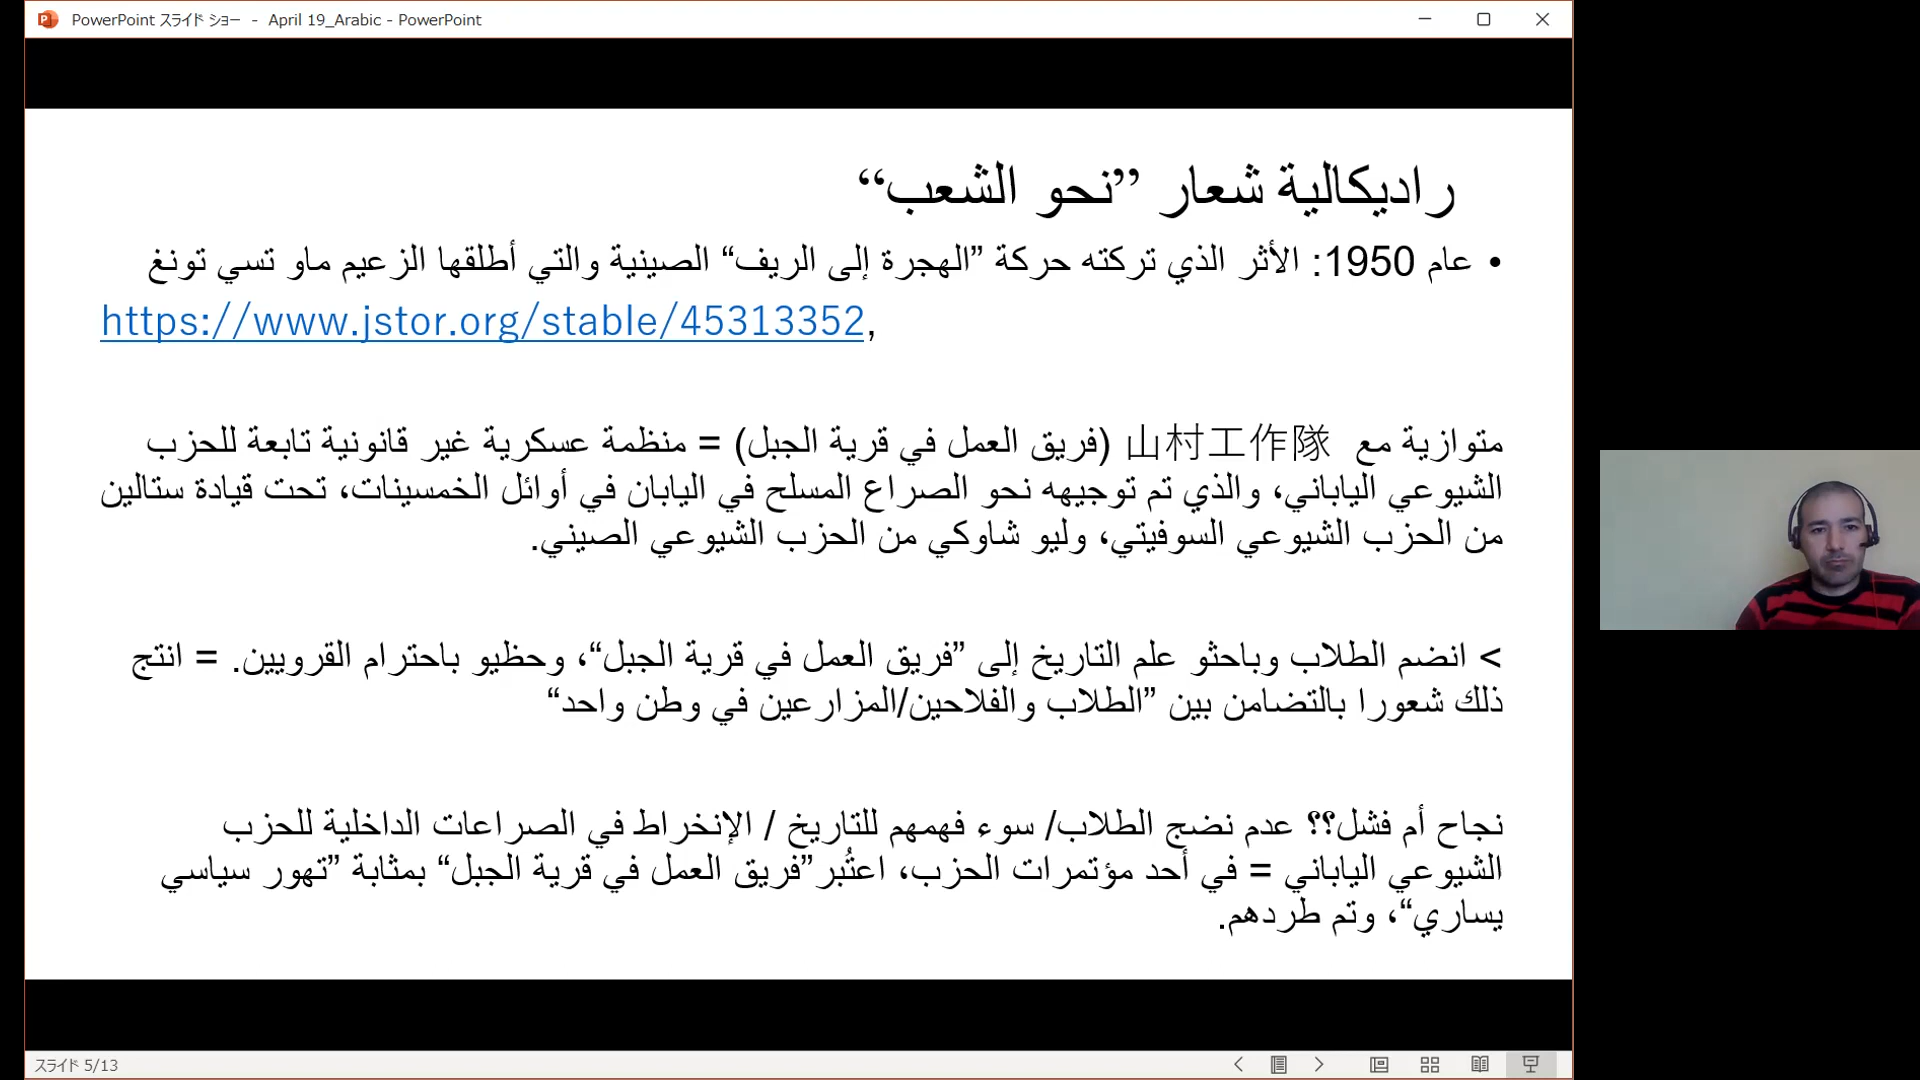 PowerPoint スライド ショー - April 19_Arabic - PowerPoint
راديكالية شعار ”نحو الشعب“
• عام 1950: الأثر الذي تركته حركة ”الهجرة إلى الريف“ الصينية والتي أطلقها الزعيم ماو تسي تونغ
https://www.jstor.org/stable/45313352,
متوازية مع 山村工作隊 (فريق العمل في قرية الجبل) = منظمة عسكرية غير قانونية تابعة للحزب
الشيوعي الياباني، والذي تم توجيهه نحو الصراع المسلح في اليابان في أوائل الخمسينات، تحت قيادة ستالين
من الحزب الشيوعي السوفيتي، وليو شاوكي من الحزب الشيوعي الصيني.
> انضم الطلاب وباحثو علم التاريخ إلى ”فريق العمل في قرية الجبل“، وحظيو باحترام القرويين. = انتج
ذلك شعورا بالتضامن بين ”الطلاب والفلاحين/المزارعين في وطن واحد“
نجاح أم فشل؟؟ عدم نضج الطلاب/ سوء فهمهم للتاريخ / الإنخراط في الصراعات الداخلية للحزب
الشيوعي الياباني = في أحد مؤتمرات الحزب، اعتُبر”فريق العمل في قرية الجبل“ بمثابة ”تهور سياسي
يساري“، وتم طردهم.
スライド 5/13